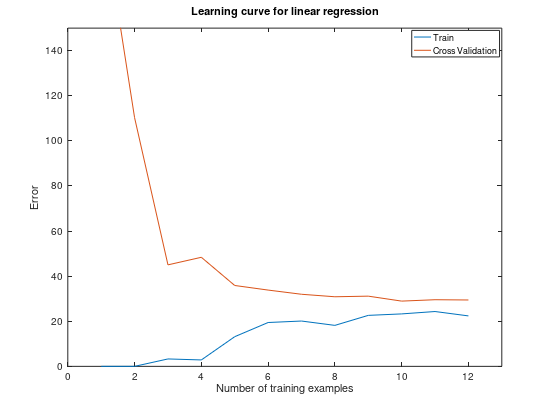 Learning curve for linear regression
Train
Cross Validation
140
120
100
80
60
40
20
0
Error
0 2 4 6 8 10 12
Number of training examples